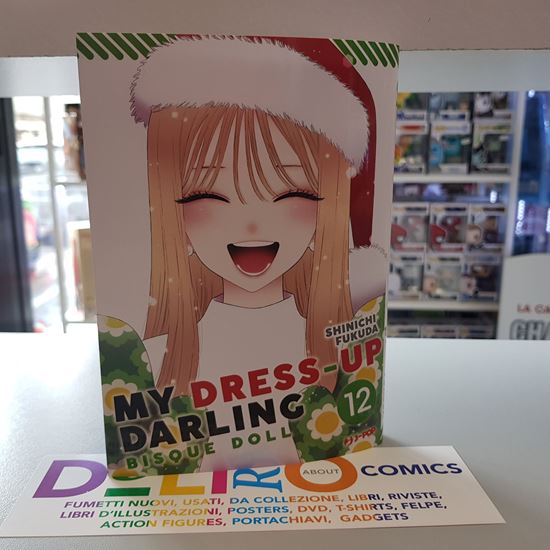 SHINICHI
FUKUDA
MY DRESS-UP
DARLING
BISQUE DOLL
12
J-POP
DELIRO ABOUT COMICS
FUMETTI NUOVI, USATI, DA COLLEZIONE, LIBRI, RIVISTE,
LIBRI D'ILLUSTRAZIONI, POSTERS, DVD, T-SHIRTS, FELPE,
ACTION FIGURES, PORTACHIAVI, GADGETS
LA